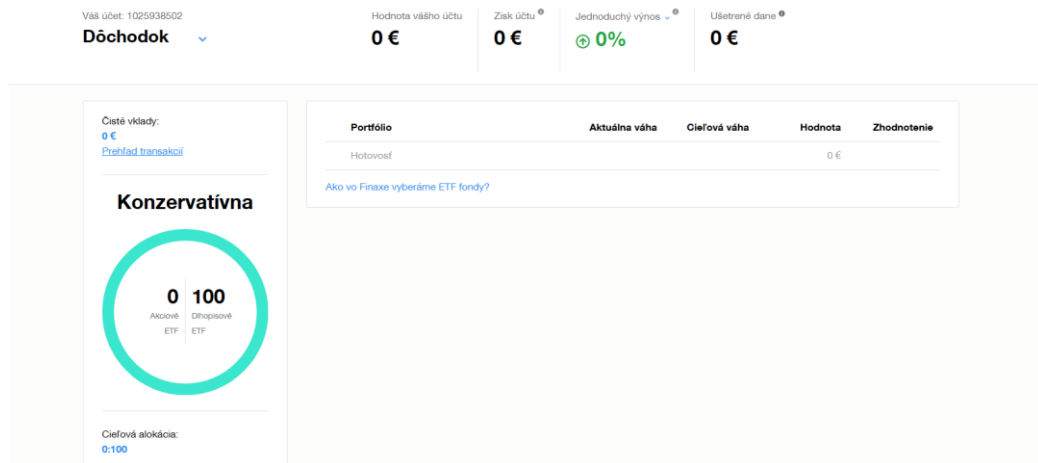 Váš účet: 1025938502
Dôchodok
Hodnota vášho účtu
0 €
Zisk účtu
0 €
Jednoduchý výnos
0%
Ušetrené dane
0 €
Čisté vklady:
0 €
Prehľad transakcií
Konzervatívna
0 100
Akciové Dlhopisové
ETF ETF
Cieľová alokácia:
0:100
Portfólio Aktuálna váha Cieľová váha Hodnota Zhodnotenie
Hotovosť 0 €
Ako vo Finaxe vyberáme ETF fondy?